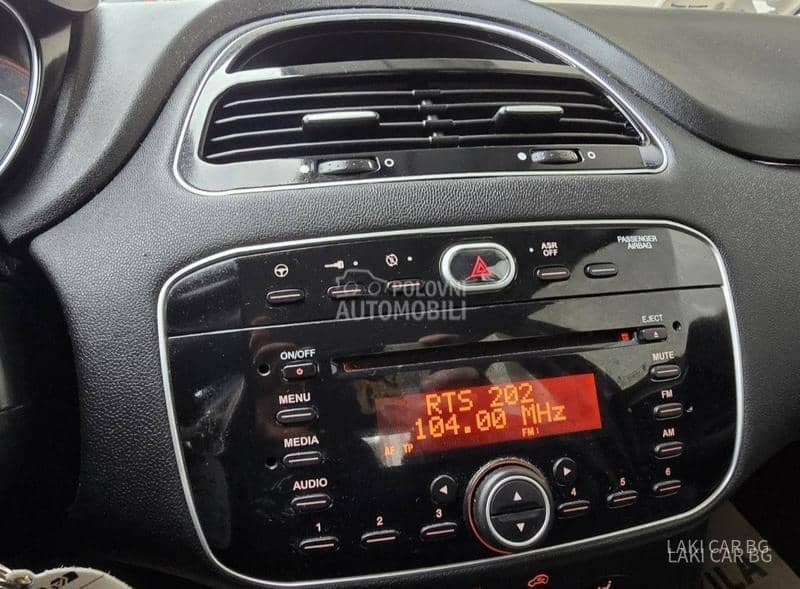 ASR
OFF
PASSENGER
AIRBAG
POLOVNI
AUTOMOBILI
EJECT
ON/OFF
MUTE
RTS 202
MENU
FM
104.00 MHz
FM1
MEDIA
AF TP
AM
AUDIO
1
2
3
4
5
6
LAKI CAR BG
LAKI CAR BG